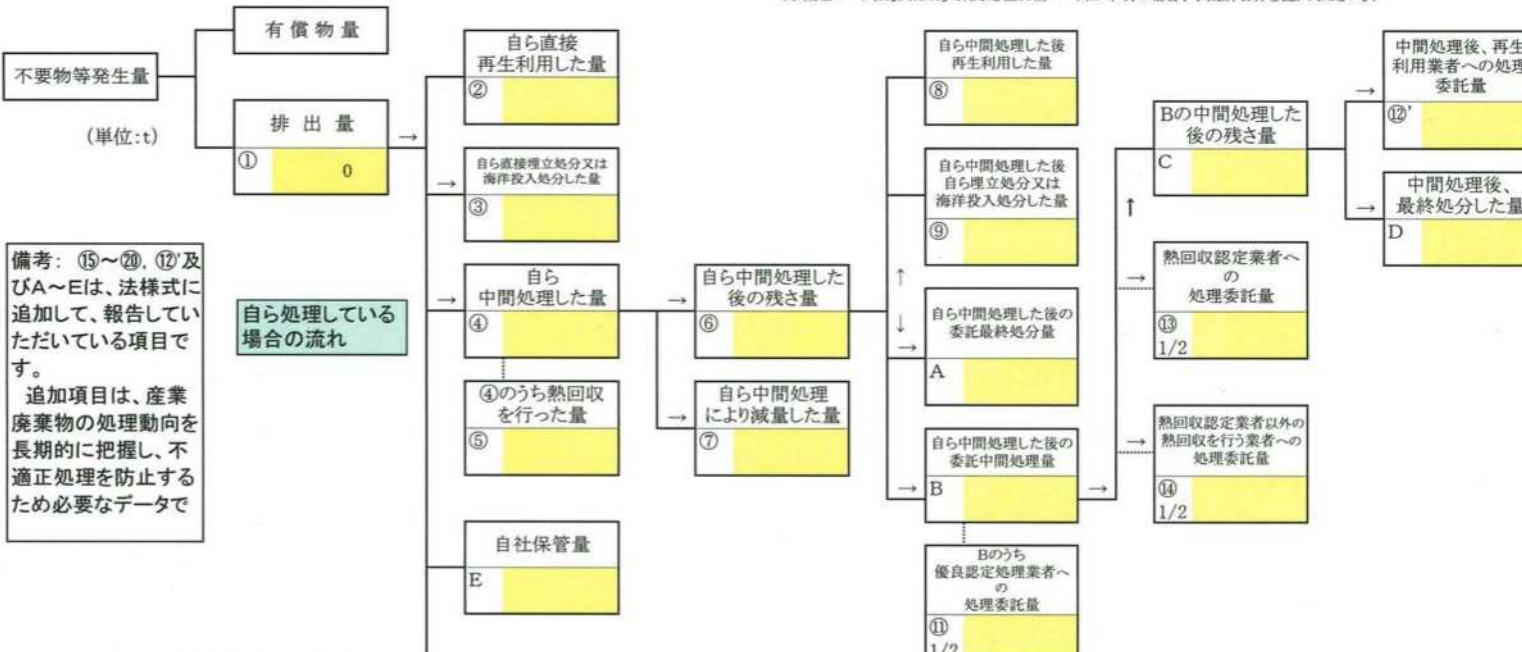 有 償 物 量
不要物等発生量
(単位:t)
排 出 量
→
①
0
備考: ⑮~⑳, ⑫'及
びA~Eは、法様式に
追加して、報告してい
ただいている項目で
す。
追加項目は、産業
廃棄物の処理動向を
長期的に把握し、不
適正処理を防止する
ため必要なデータで
自ら処理している
場合の流れ
自ら直接
再生利用した量
②
→
自ら直接埋立処分又は
海洋投入処分した量
③
→
自ら
中間処理した量
④
④のうち熱回収
を行った量
⑤
自社保管量
E
→
自ら中間処理した
後の残さ量
⑥
→
自ら中間処理
により減量した量
⑦
自ら中間処理した後
再生利用した量
⑧
自ら中間処理した後
自ら埋立処分又は
海洋投入処分した量
⑨
↑
↓
→
自ら中間処理した後の
委託最終処分量
A
→
自ら中間処理した後の
委託中間処理量
B
Bのうち
優良認定処理業者へ
の
処理委託量
⑪
1/2
→
↑
Bの中間処理した
後の残さ量
C
→
熱回収認定業者へ
の
処理委託量
⑬
1/2
→
熱回収認定業者以外の
熱回収を行う業者への
処理委託量
⑭
1/2
→
中間処理後、再生
利用業者への処理
委託量
⑫'
→
中間処理後、
最終処分した量
D